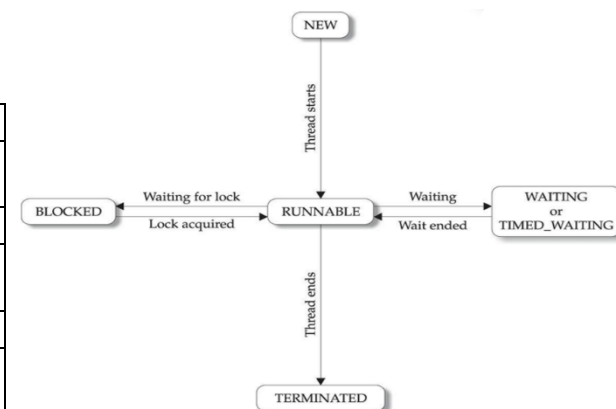 NEW
Thread starts
Waiting for lock
Waiting
BLOCKED
RUNNABLE
WAITING
or
TIMED_WAITING
Lock acquired
Wait ended
Thread ends
TERMINATED